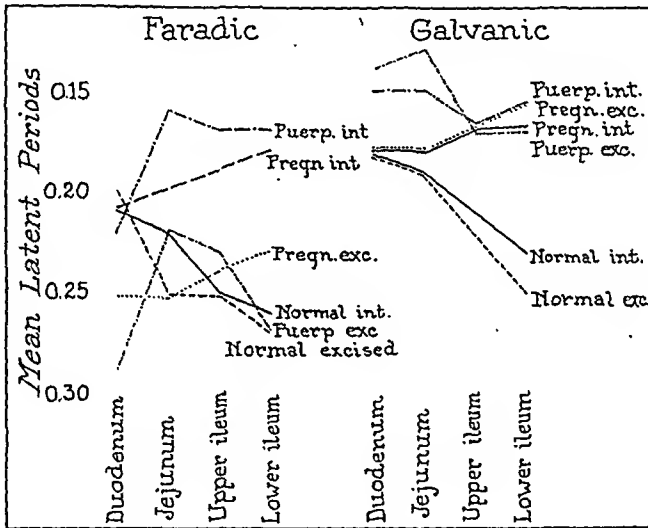 Faradic Galvanic
Mean Latent Periods
0.15
0.20
0.25
0.30
Puerp. int
Pregn int
Pregn. exc.
Normal int.
Puerp exc
Normal excised
Puerp. int.
Pregn. exc.
Pregn. int
Puerp exc.
Normal int.
Normal exc
Duodenum
Jejunum
Upper ileum
Lower ileum
Duodenum
Jejunum
Upper ileum
Lower ileum